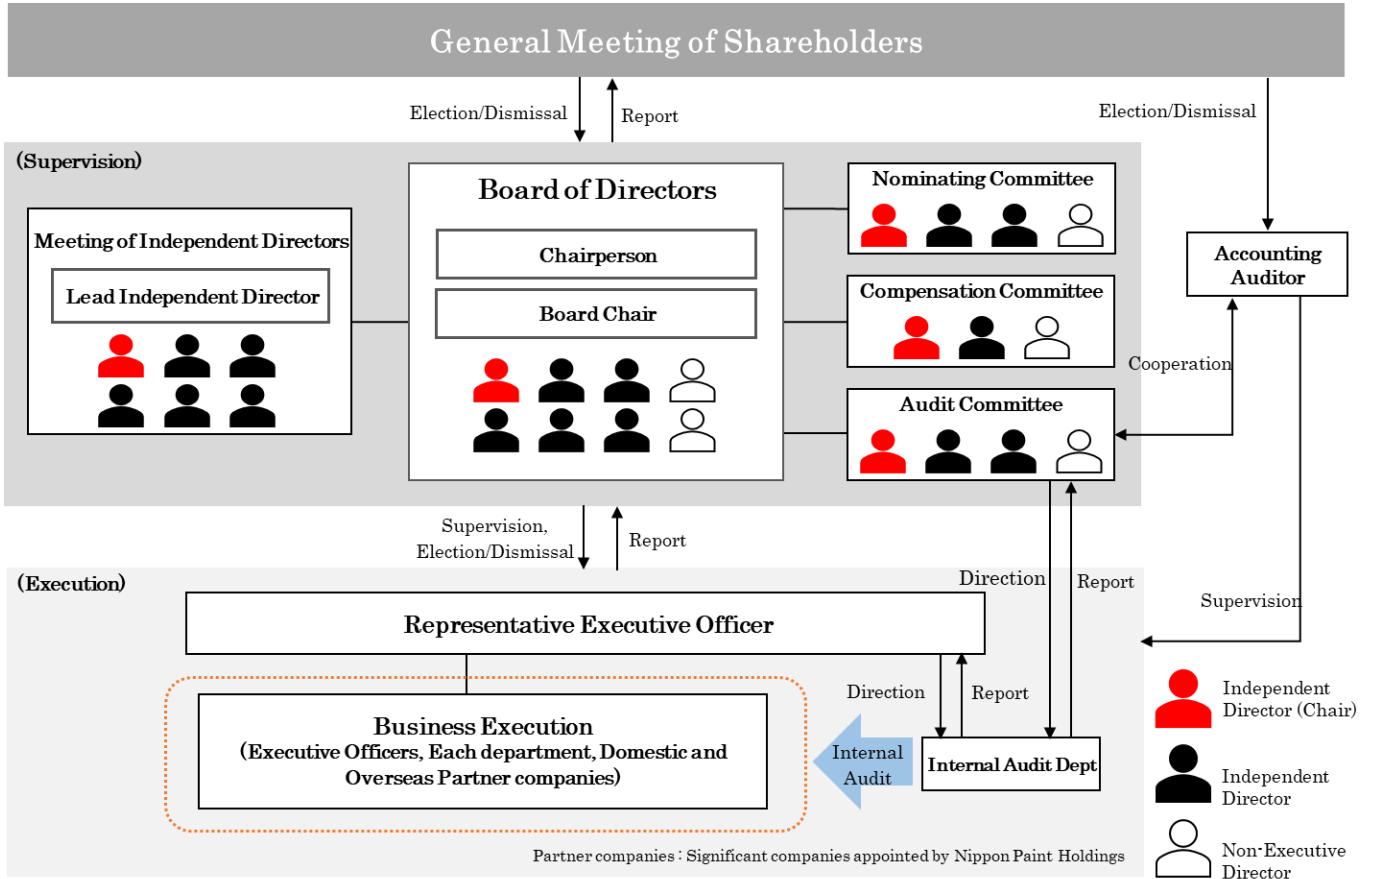 General Meeting of Shareholders
Election/Dismissal
Report
Election/Dismissal
(Supervision)
Meeting of Independent Directors
Lead Independent Director
Board of Directors
Chairperson
Board Chair
Nominating Committee
Compensation Committee
Audit Committee
Accounting
Auditor
Cooperation
Supervision,
Election/Dismissal
Report
Direction
Report
Supervision
(Execution)
Representative Executive Officer
Direction
Report
Business Execution
(Executive Officers, Each department, Domestic and
Overseas Partner companies)
Internal
Audit
Internal Audit Dept
Partner companies : Significant companies appointed by Nippon Paint Holdings
Independent
Director (Chair)
Independent
Director
Non-Executive
Director